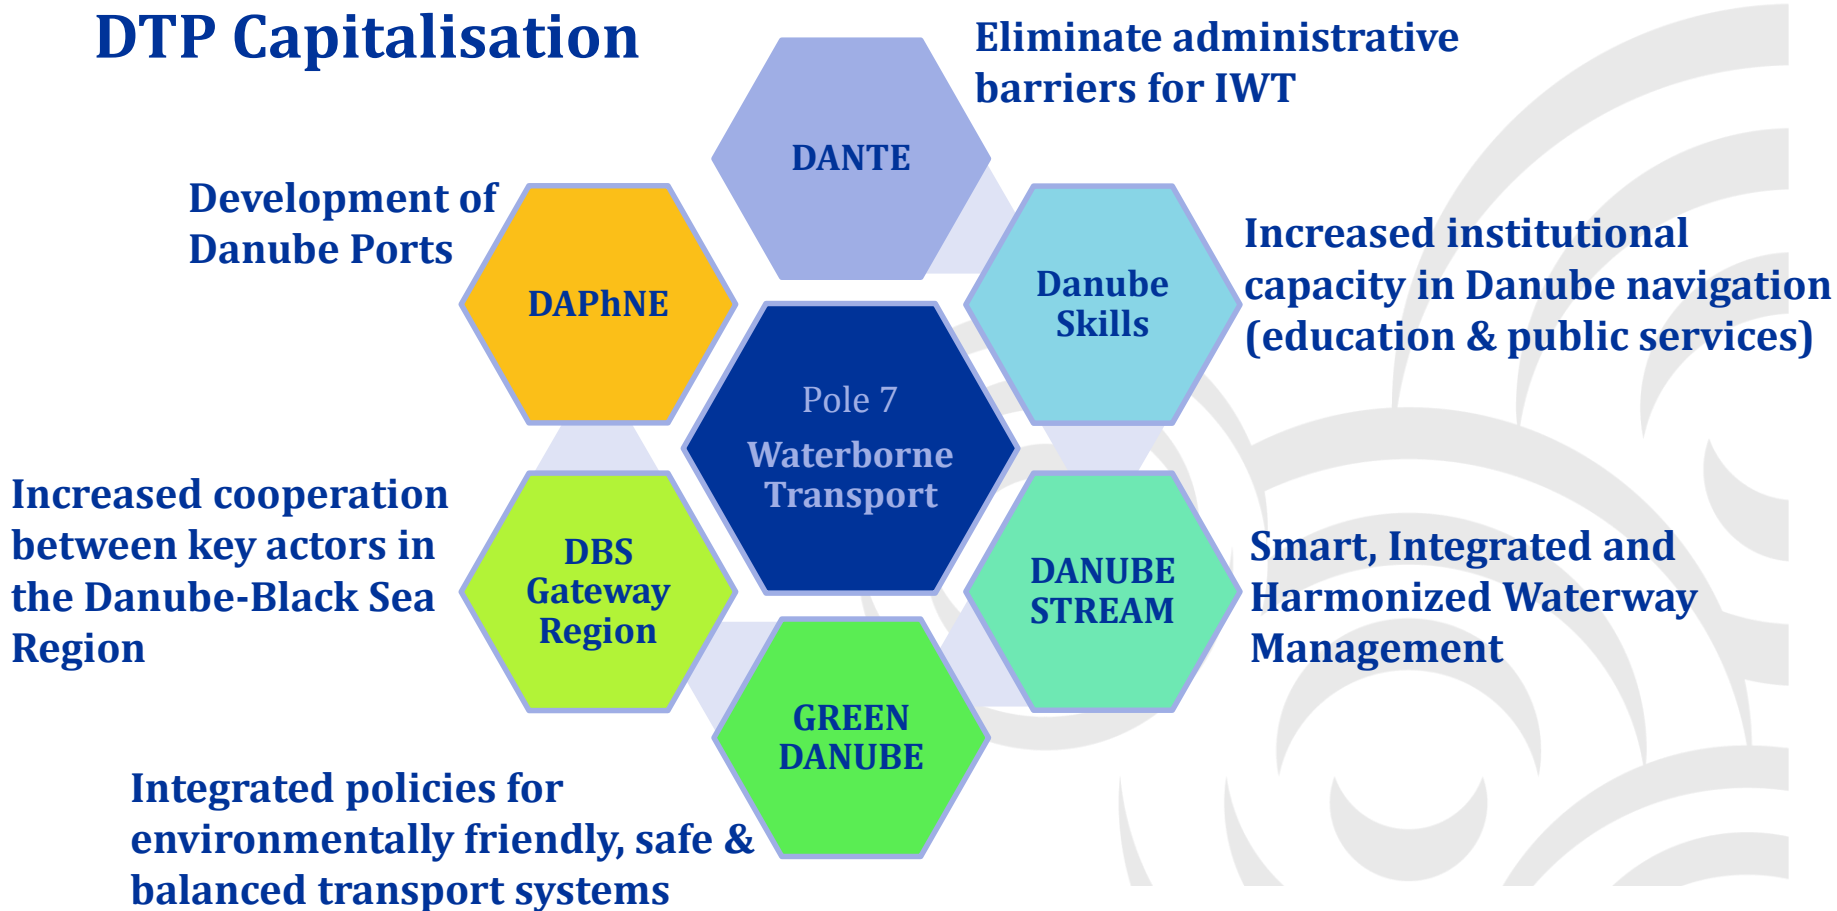 DTP Capitalisation
Eliminate administrative
barriers for IWT
DANTE
Development of
Danube Ports
DAPhNE
Danube
Skills
Increased institutional
capacity in Danube navigation
(education & public services)
Pole 7
Waterborne
Transport
Increased cooperation
between key actors in
the Danube-Black Sea
Region
DBS
Gateway
Region
DANUBE
STREAM
Smart, Integrated and
Harmonized Waterway
Management
GREEN
DANUBE
Integrated policies for
environmentally friendly, safe &
balanced transport systems